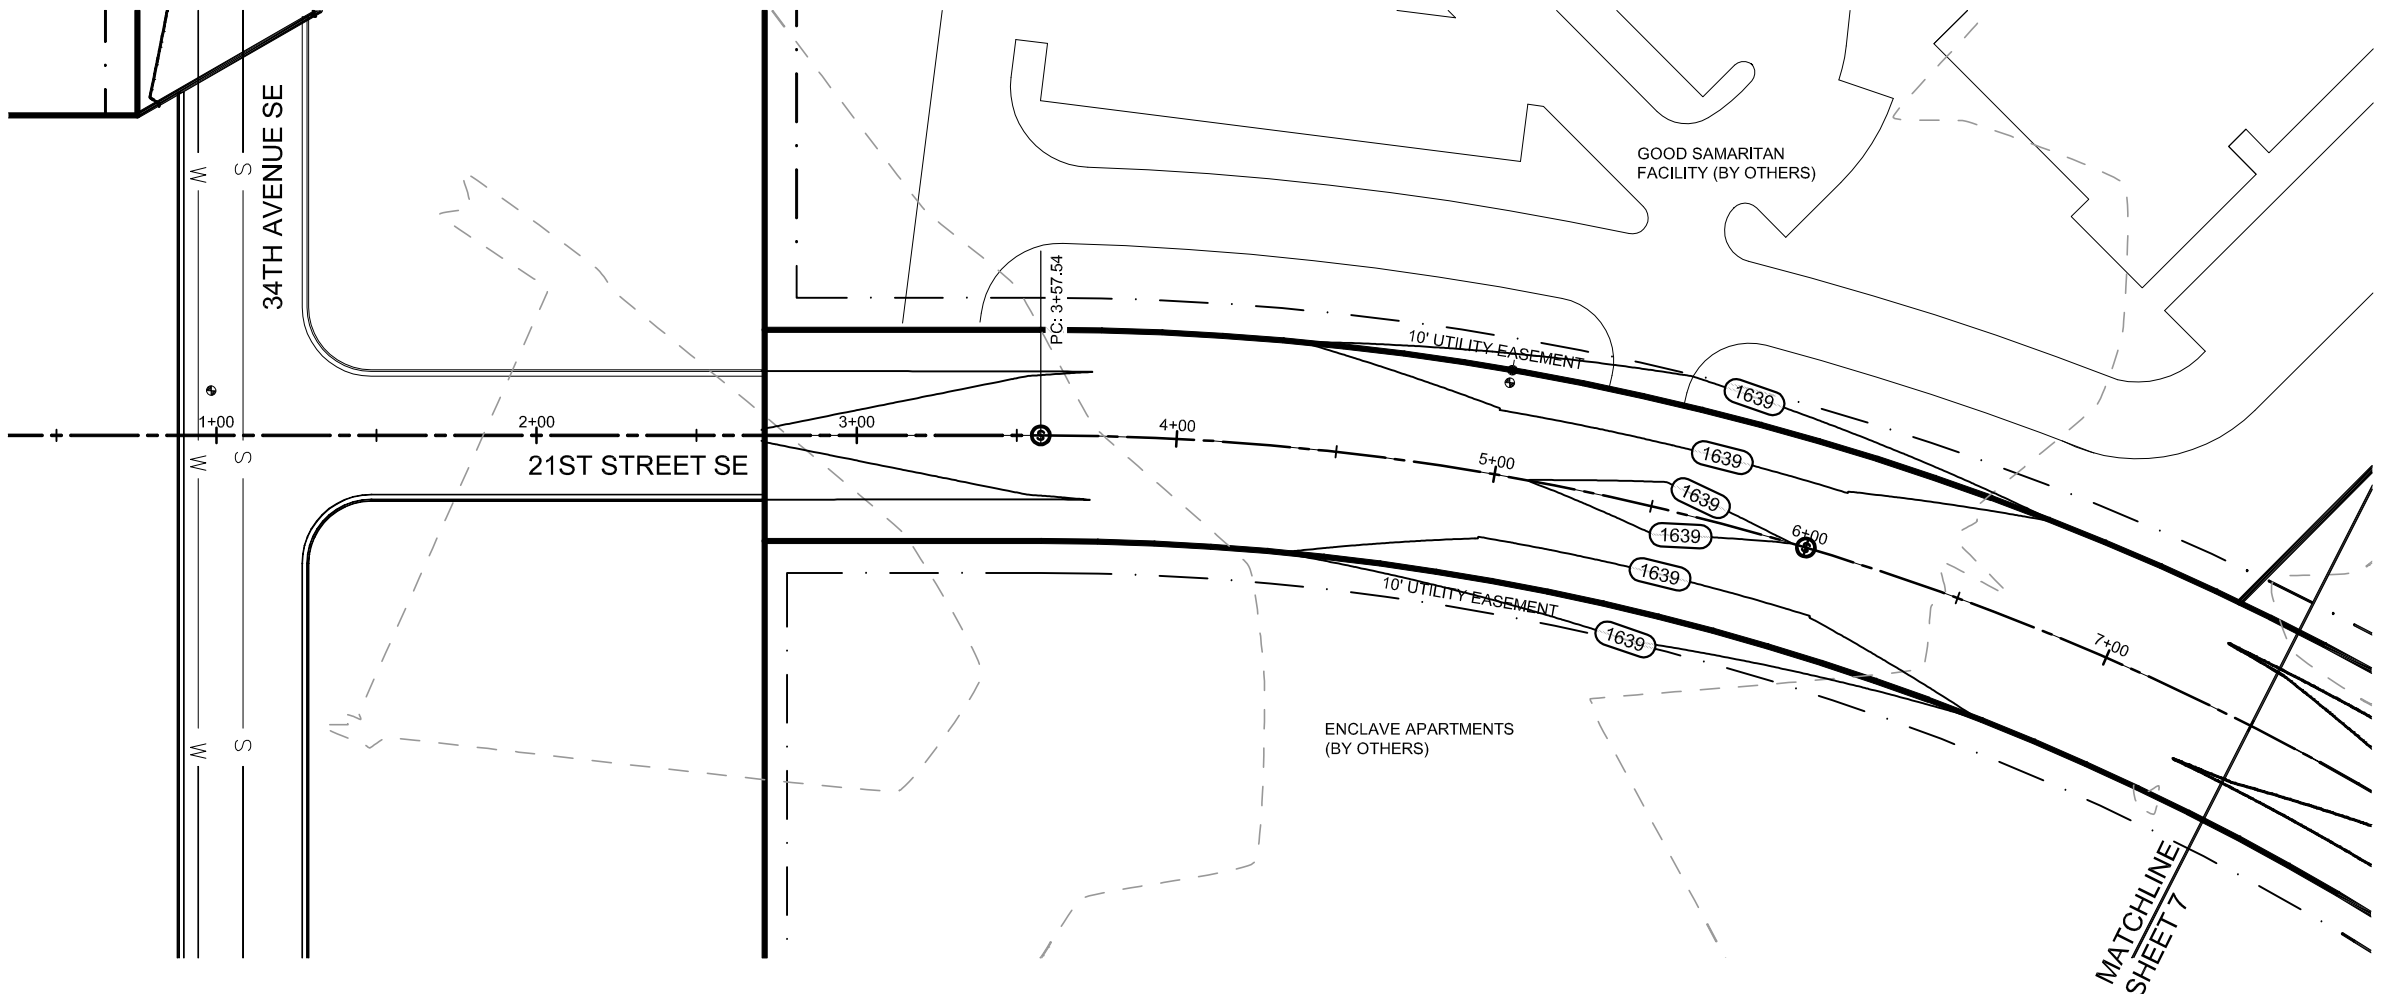 34TH AVENUE SE
W
S
GOOD SAMARITAN
FACILITY (BY OTHERS)
PC: 3+57.54
10' UTILITY EASEMENT
1639
1+00
2+00
3+00
4+00
5+00
6+00
7+00
W
S
21ST STREET SE
1639
1639
1639
1639
10' UTILITY EASEMENT
1639
ENCLAVE APARTMENTS
(BY OTHERS)
W
S
MATCHLINE
SHEET 7